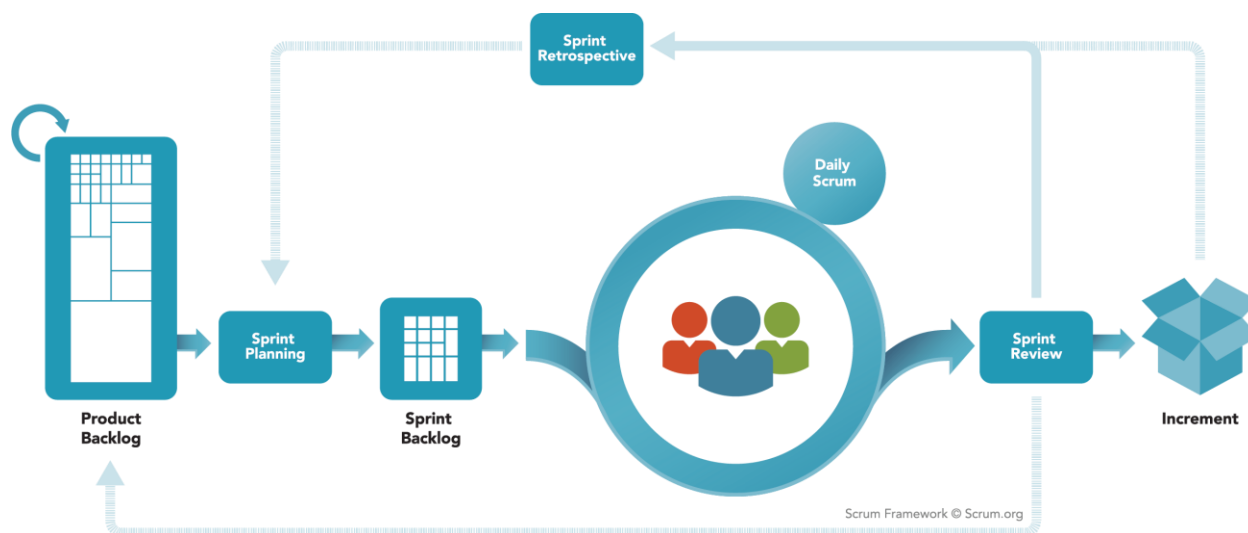 Sprint
Retrospective
Daily
Scrum
Sprint
Planning
Sprint
Review
Product
Backlog
Sprint
Backlog
Increment
Scrum Framework © Scrum.org